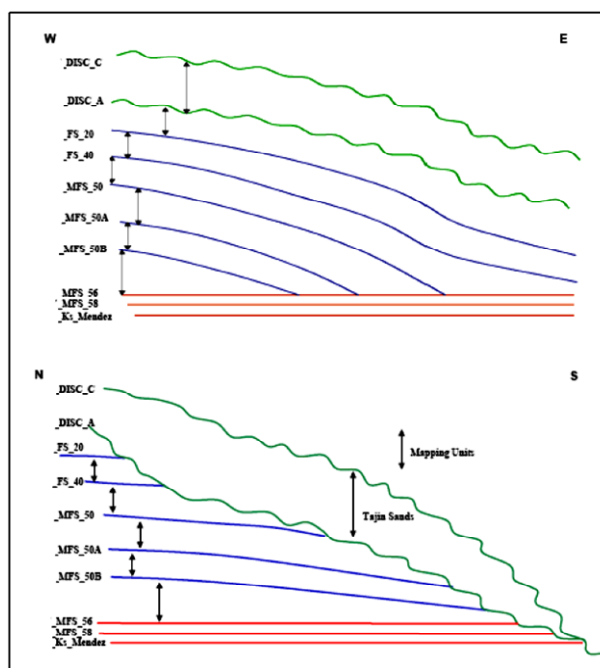 W
E
_DISC_C
_DISC_A
_FS_20
_FS_40
_MFS_50
_MFS_50A
_MFS_50B
_MFS_56
_MFS_58
_Ks_Mendez
N
S
_DISC_C
_DISC_A
_FS_20
_FS_40
_MFS_50
_MFS_50A
_MFS_50B
_MFS_56
_MFS_58
_Ks_Mendez
Mapping Units
Tajin Sands